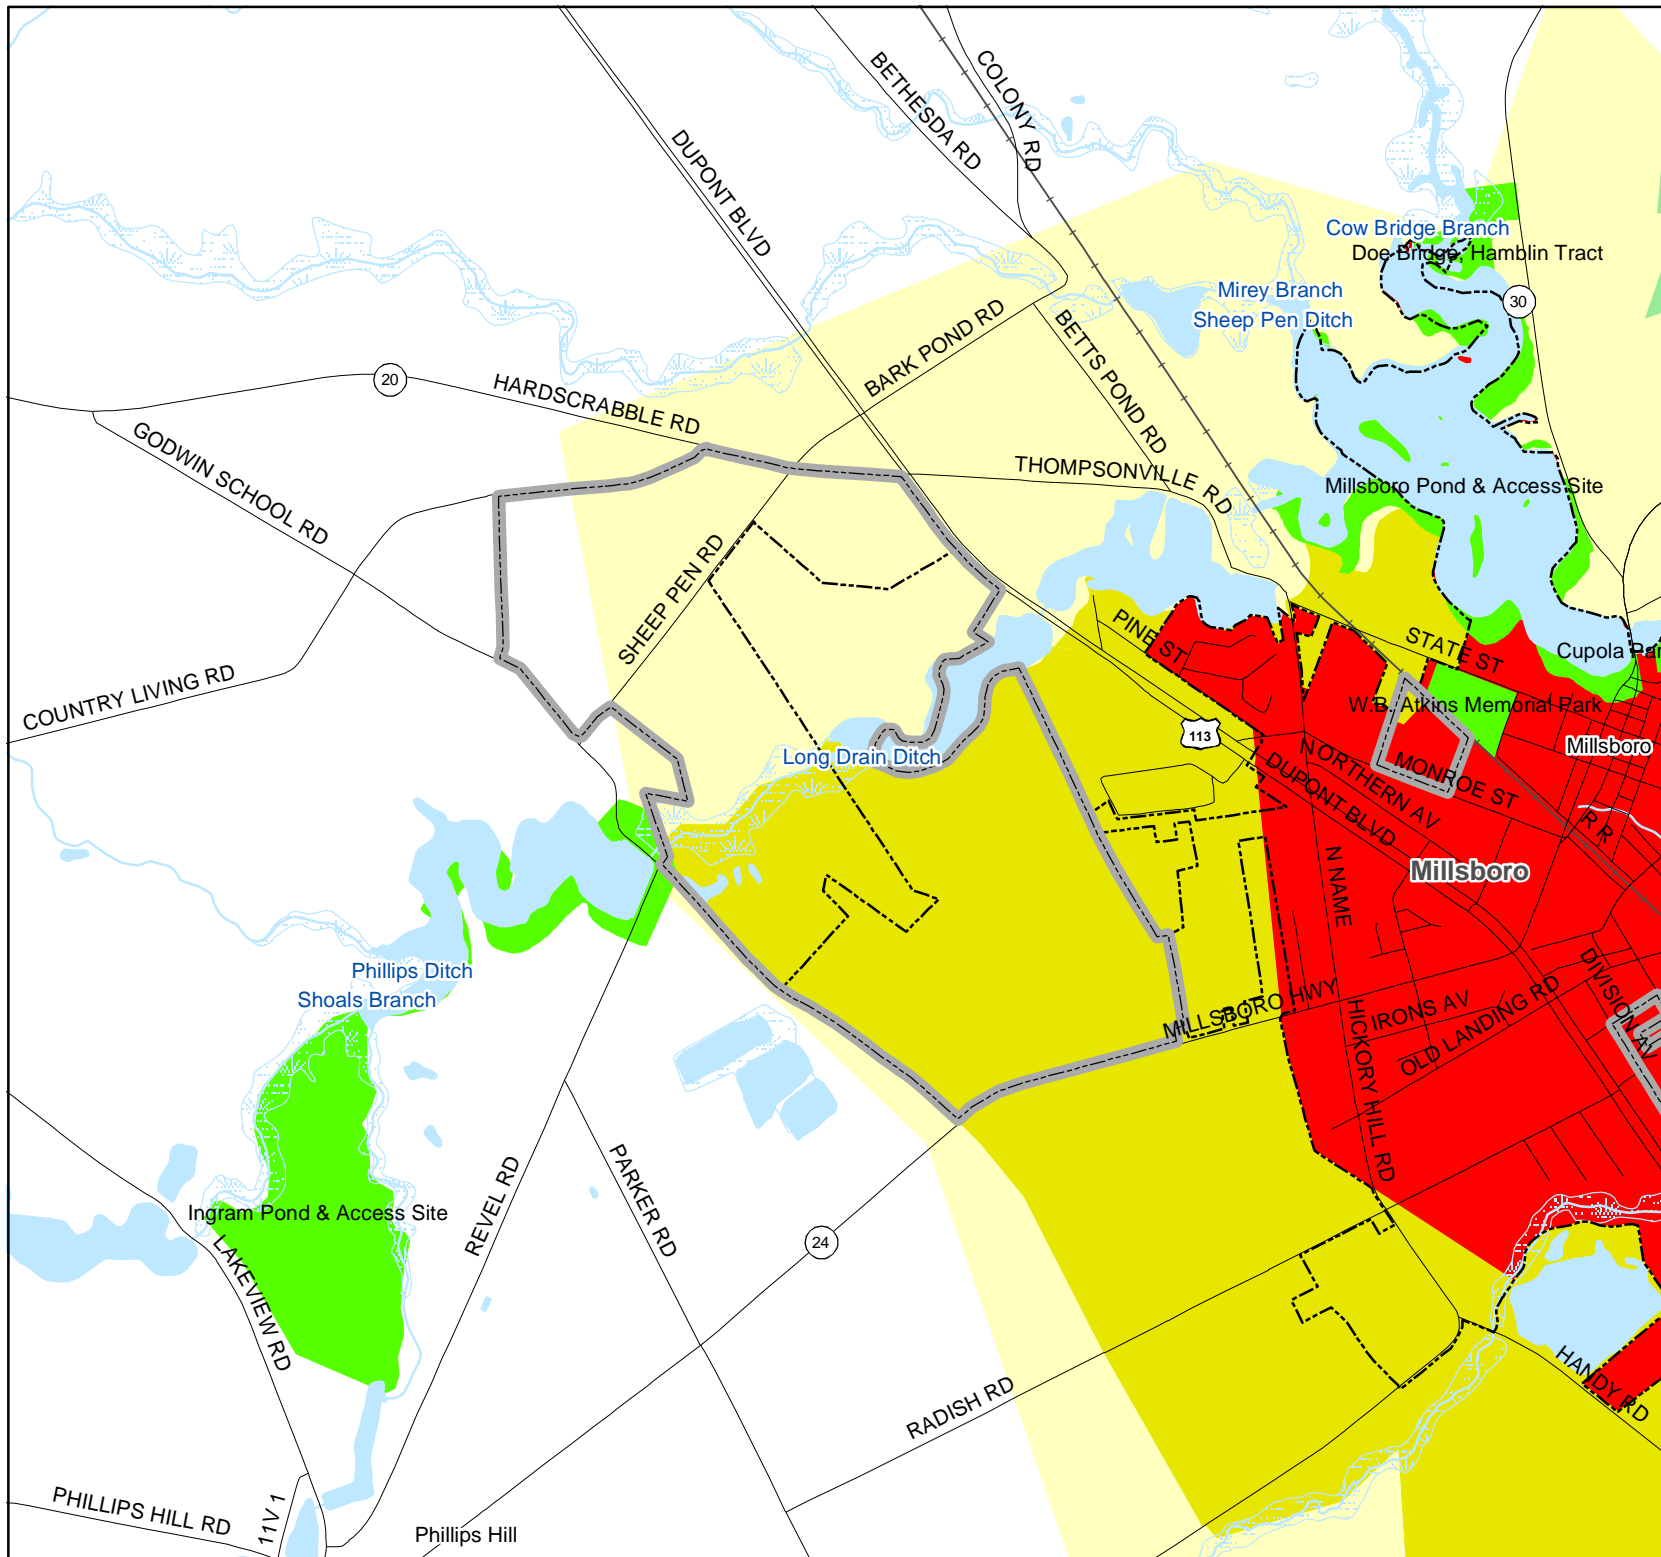 COLONY RD
BETHESDA RD
DUPONT BLVD
Cow Bridge Branch
Doe Bridge, Hamblin Tract
Mirey Branch
30
Sheep Pen Ditch
BARK POND RD
BETTS POND RD
20
HARDSCRABBLE RD
GODWIN SCHOOL RD
THOMPSONVILLE RD
Millsboro Pond & Access Site
SHEEP PEN RD
PINE ST
STATE ST
Cupola Par
COUNTRY LIVING RD
W.B. Atkins Memorial Park
113
Millsboro
Long Drain Ditch
NORTHERN AV
MONROE ST
DUPONT BLVD
R R
Millsboro
N NAME
Phillips Ditch
Shoals Branch
DIVISION AV
MILLSBORO HWY
IRONS AV
OLD LANDING RD
HICKORY HILL RD
PARKER RD
REVEL RD
Ingram Pond & Access Site
24
LAKEVIEW RD
RADISH RD
HANDY RD
PHILLIPS HILL RD
11V 1
Phillips Hill